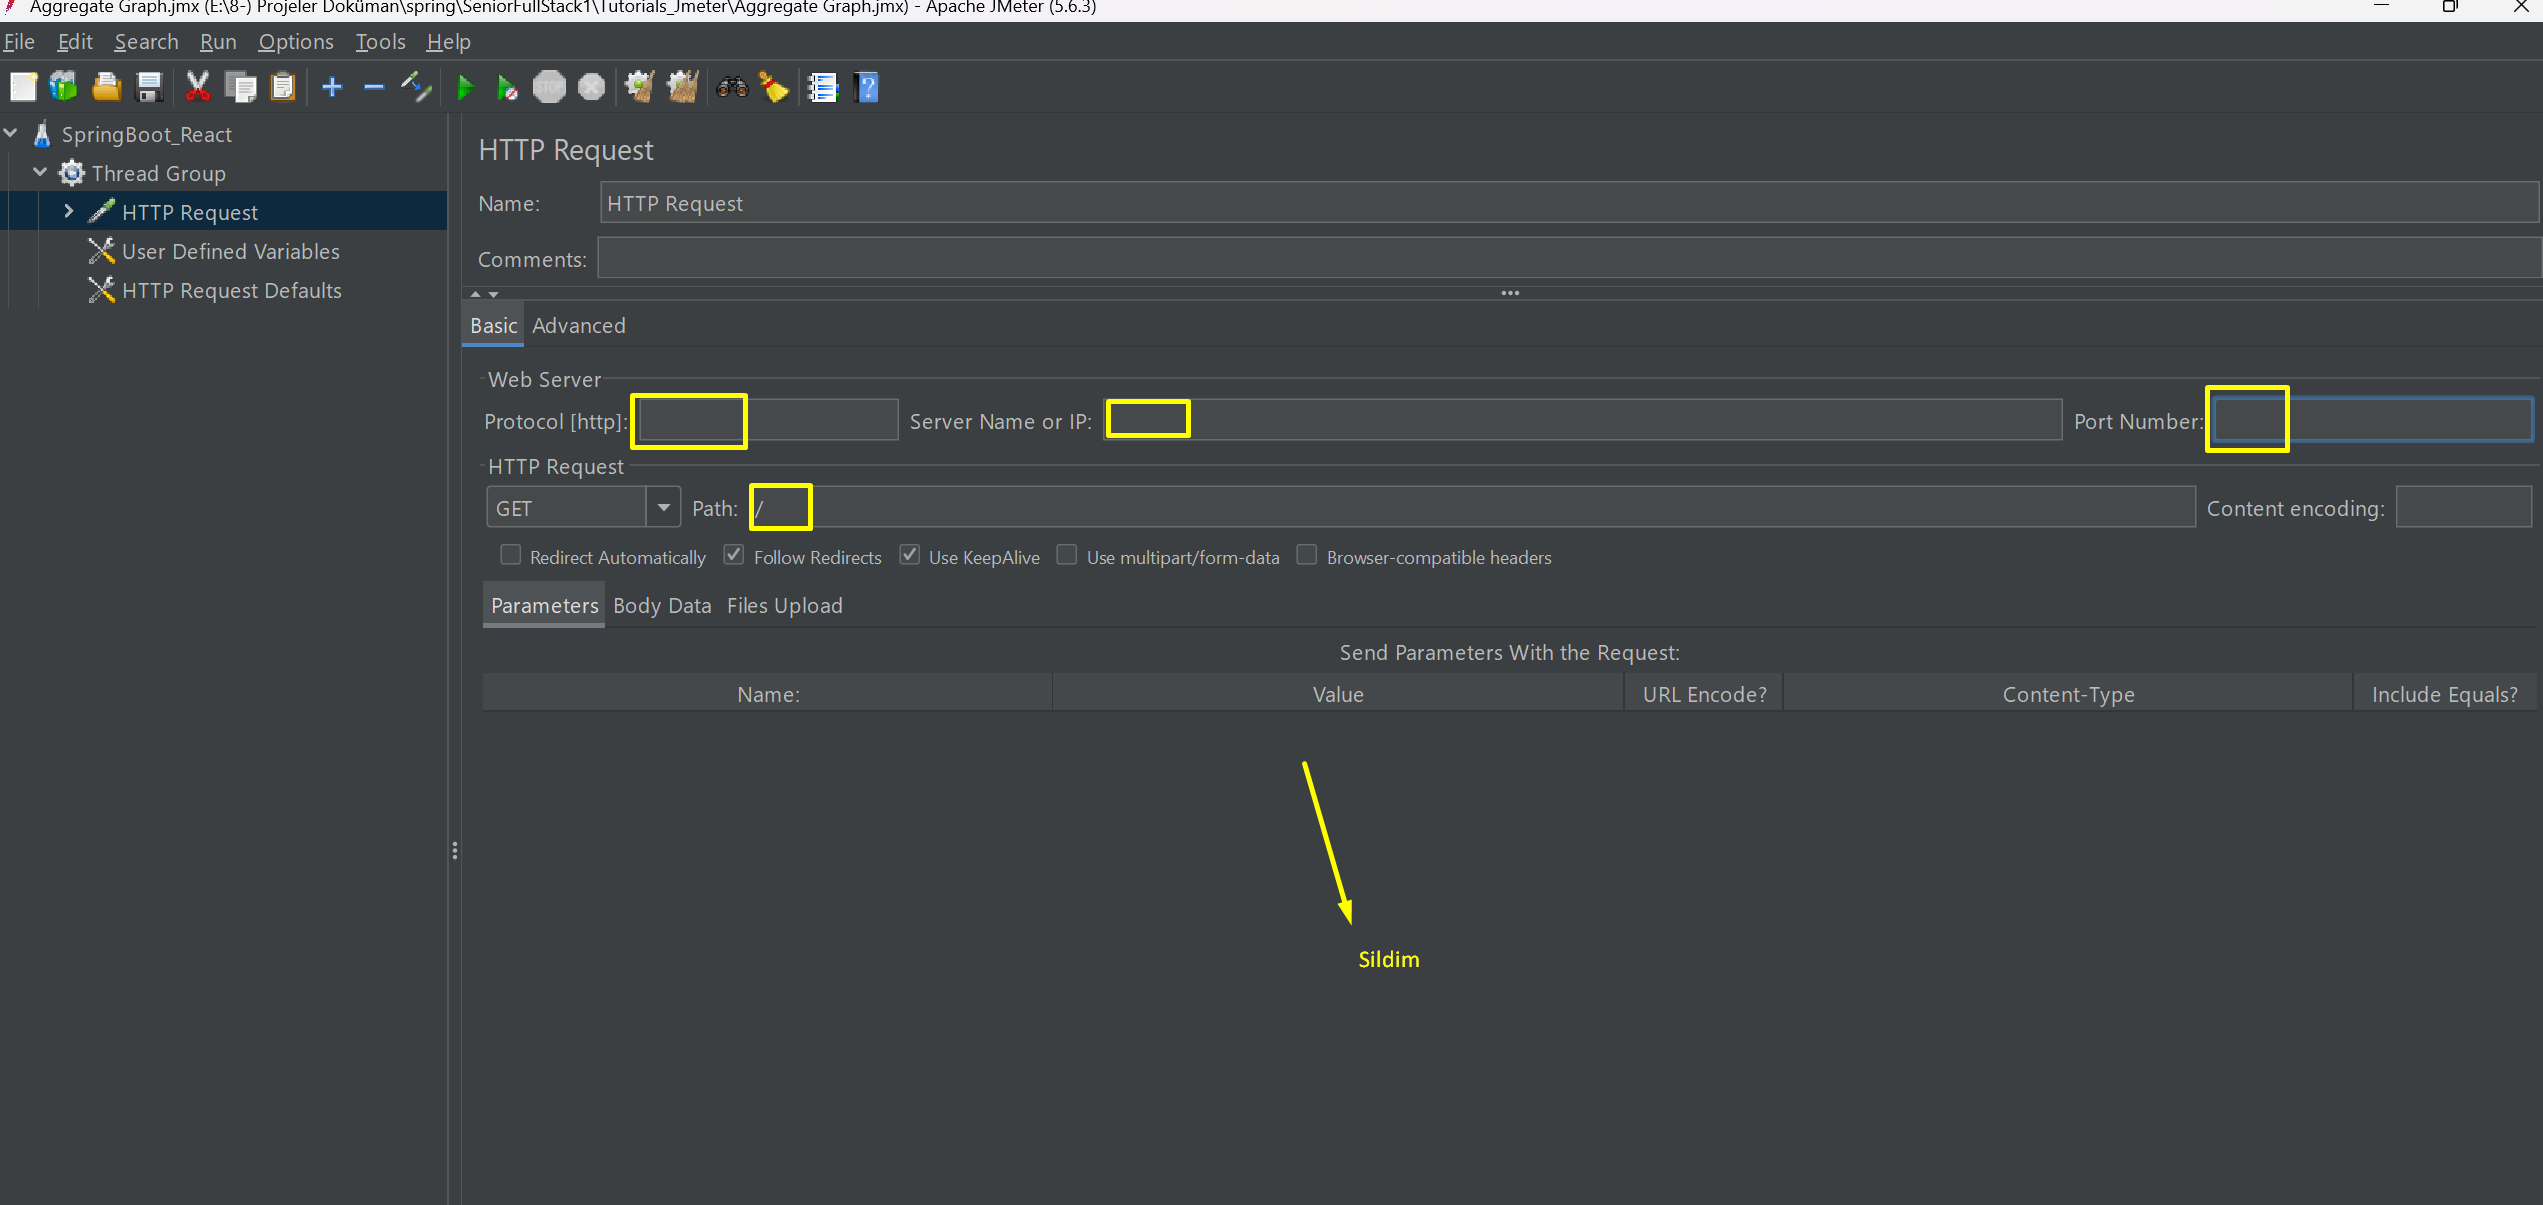 Aggregate Graph.jmx (E:\8-) Projeler Doküman\spring\SeniorFullStack1\Tutorials_Jmeter\Aggregate Graph.jmx) - Apache JMeter (5.6.3)
File Edit Search Run Options Tools Help
STOP
SpringBoot_React
Thread Group
HTTP Request
User Defined Variables
HTTP Request Defaults
HTTP Request
Name: HTTP Request
Comments:
Basic Advanced
Web Server
Protocol [http]: Server Name or IP: Port Number:
HTTP Request
GET Path: / Content encoding:
Redirect Automatically Follow Redirects Use KeepAlive Use multipart/form-data Browser-compatible headers
Parameters Body Data Files Upload
Send Parameters With the Request:
Name: Value URL Encode? Content-Type Include Equals?
Sildim